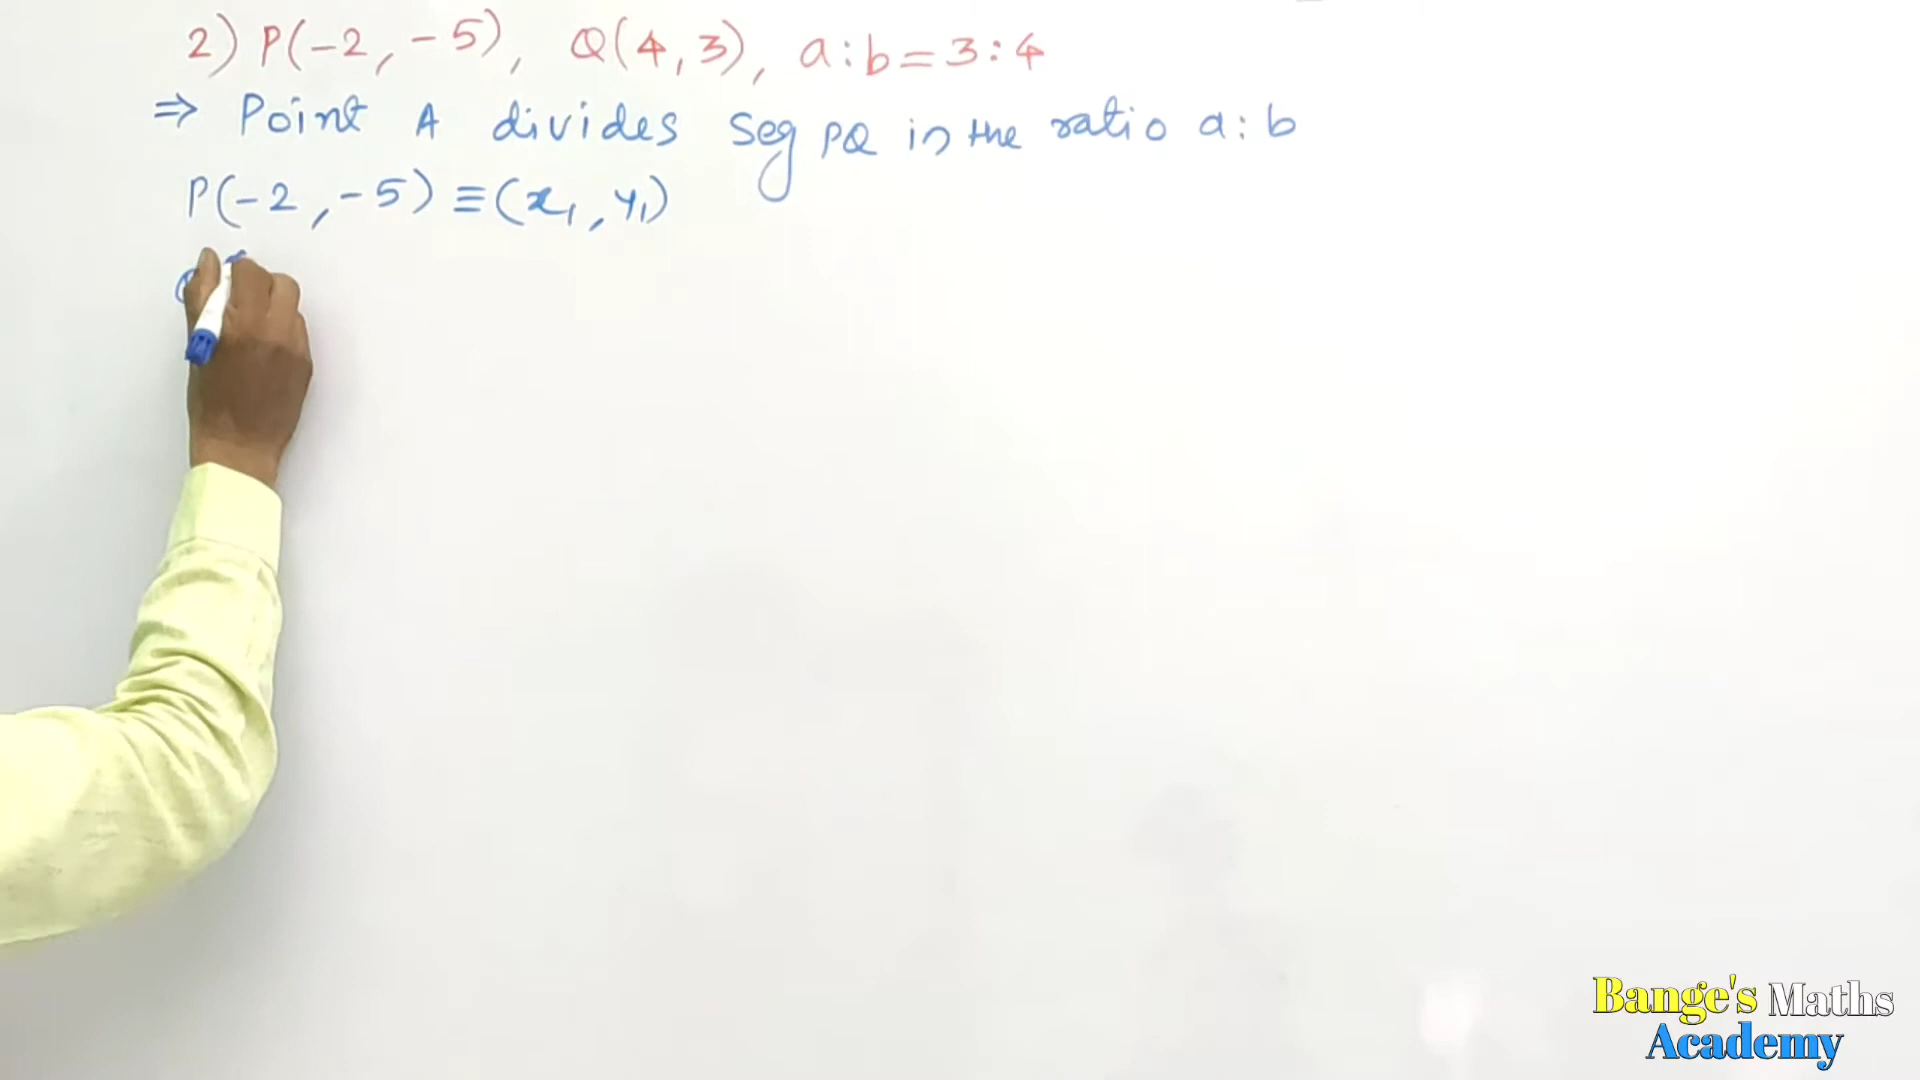 2) P(-2, -5), Q(4, 3), a:b=3:4
⇒ Point A divides seg PQ in the ratio a:b
P(-2, -5) ≡ (x₁, y₁)
Bange's Maths
Academy